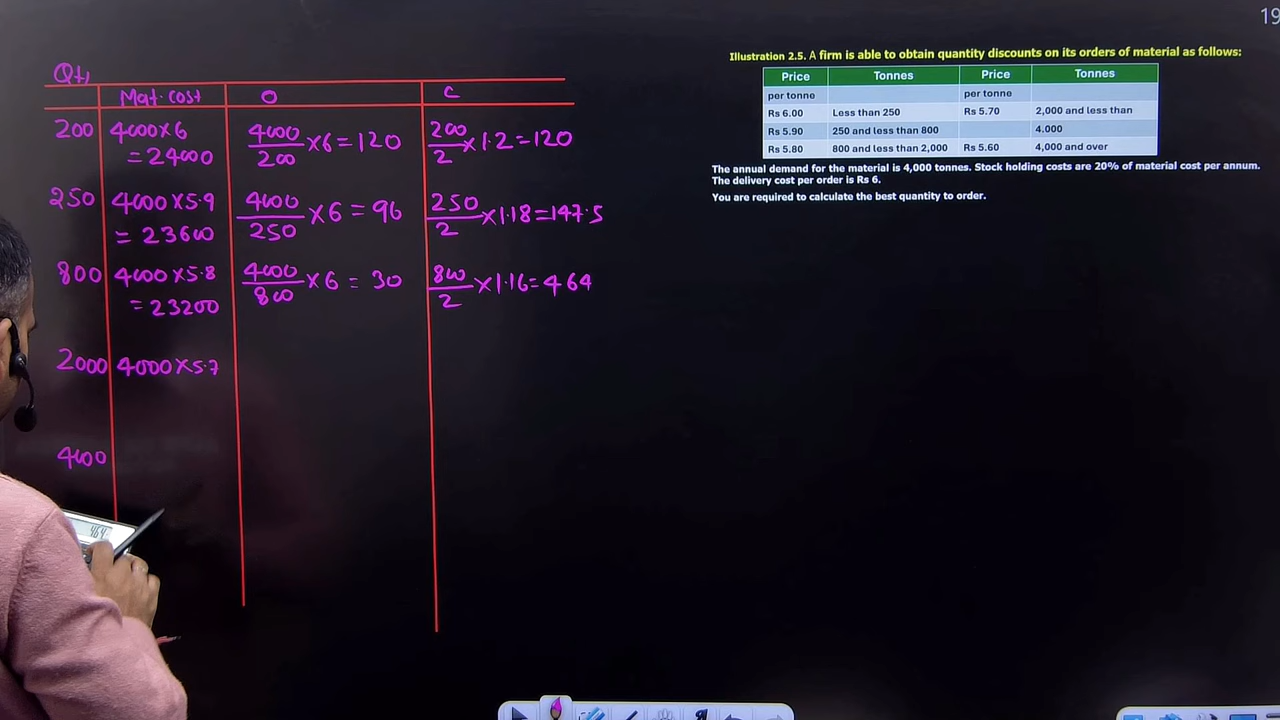 19
Qty
Mat. cost O C
200 4000×6 = 24000 4000/200 ×6 = 120 200/2 × 1.2 = 120
250 4000×5.9 = 23600 4000/250 ×6 = 96 250/2 ×1.18 = 147.5
800 4000×5.8 = 23200 4000/800 ×6 = 30 800/2 ×1.16 = 464
2000 4000×5.7
4000
464
Illustration 2.5. A firm is able to obtain quantity discounts on its orders of material as follows:
Price Tonnes Price Tonnes
per tonne per tonne
Rs 6.00 Less than 250 Rs 5.70 2,000 and less than
Rs 5.90 250 and less than 800 4.000
Rs 5.80 800 and less than 2,000 Rs 5.60 4,000 and over
The annual demand for the material is 4,000 tonnes. Stock holding costs are 20% of material cost per annum.
The delivery cost per order is Rs 6.
You are required to calculate the best quantity to order.